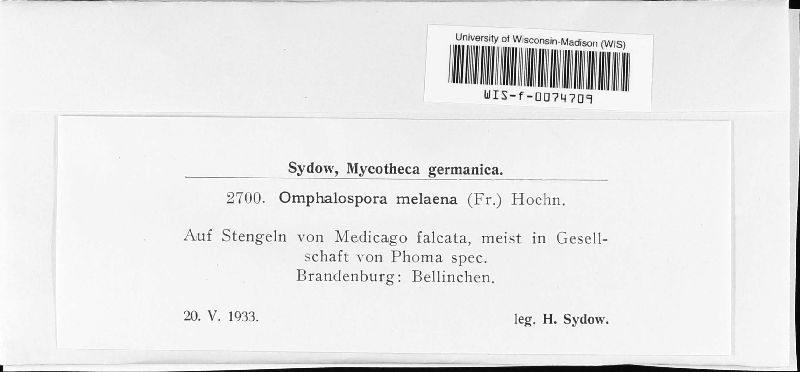 University of Wisconsin-Madison (WIS)
WIS-f-0074709
Sydow, Mycotheca germanica.
2700. Omphalospora melaena (Fr.) Hoehn.
Auf Stengeln von Medicago falcata, meist in Gesell-
schaft von Phoma spec.
Brandenburg: Bellinchen.
20. V. 1933. leg. H. Sydow.